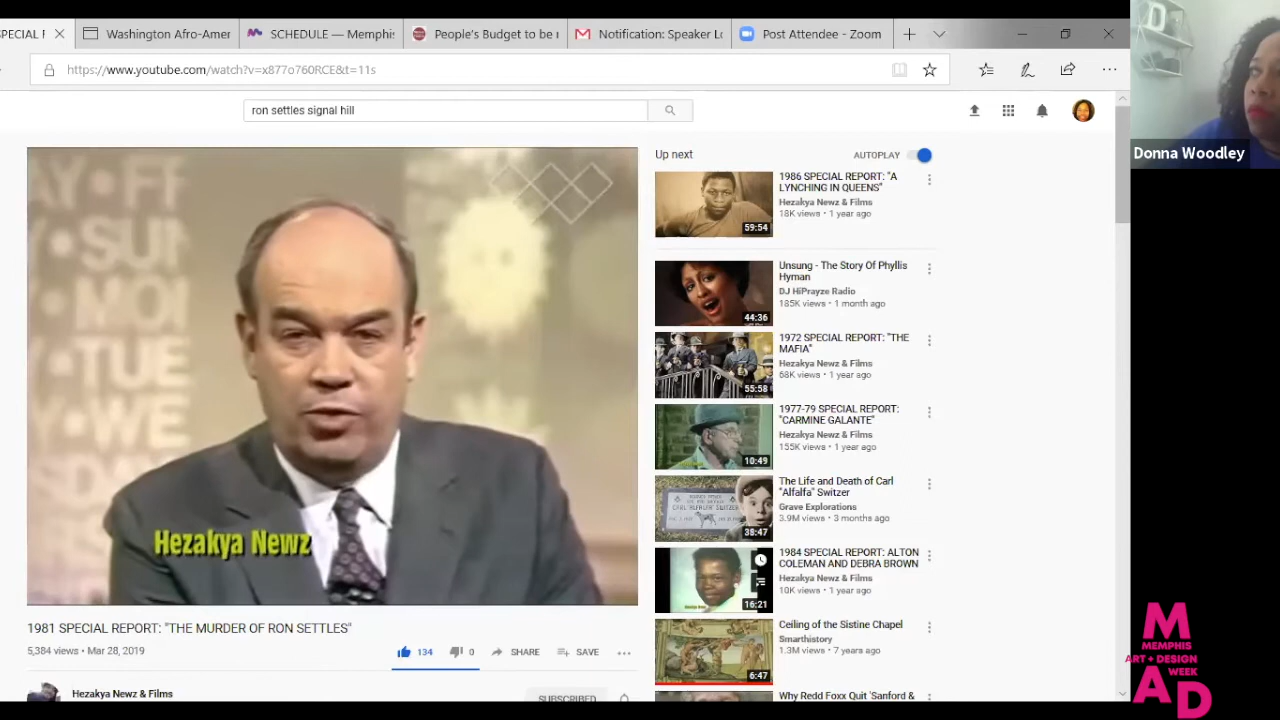 SPECIAL
Washington Afro-Amer
SCHEDULE — Memphis
People's Budget to be
Notification: Speaker Lo
Post Attendee - Zoom
https://www.youtube.com/watch?v=x877o760RCE&t=11s
ron settles signal hill
Donna Woodley
Up next
AUTOPLAY
1986 SPECIAL REPORT: "A
LYNCHING IN QUEENS"
Hezakya Newz & Films
18K views • 1 year ago
59:54
Unsung - The Story Of Phyllis
Hyman
DJ HiPrayze Radio
185K views • 1 month ago
44:36
1972 SPECIAL REPORT: "THE
MAFIA"
Hezakya Newz & Films
68K views • 1 year ago
55:58
1977-79 SPECIAL REPORT:
"CARMINE GALANTE"
Hezakya Newz & Films
155K views • 1 year ago
10:49
The Life and Death of Carl
"Alfalfa" Switzer
Grave Explorations
3.9M views • 3 months ago
38:47
1984 SPECIAL REPORT: ALTON
COLEMAN AND DEBRA BROWN
Hezakya Newz & Films
10K views • 1 year ago
16:21
Ceiling of the Sistine Chapel
Smarthistory
1.3M views • 7 years ago
6:47
Why Redd Foxx Quit 'Sanford &
Hezakya Newz
1981 SPECIAL REPORT: "THE MURDER OF RON SETTLES"
5,384 views • Mar 28, 2019
134
0
SHARE
SAVE
Hezakya Newz & Films
SUBSCRIBED
M
MEMPHIS
ART + DESIGN
WEEK
A
D